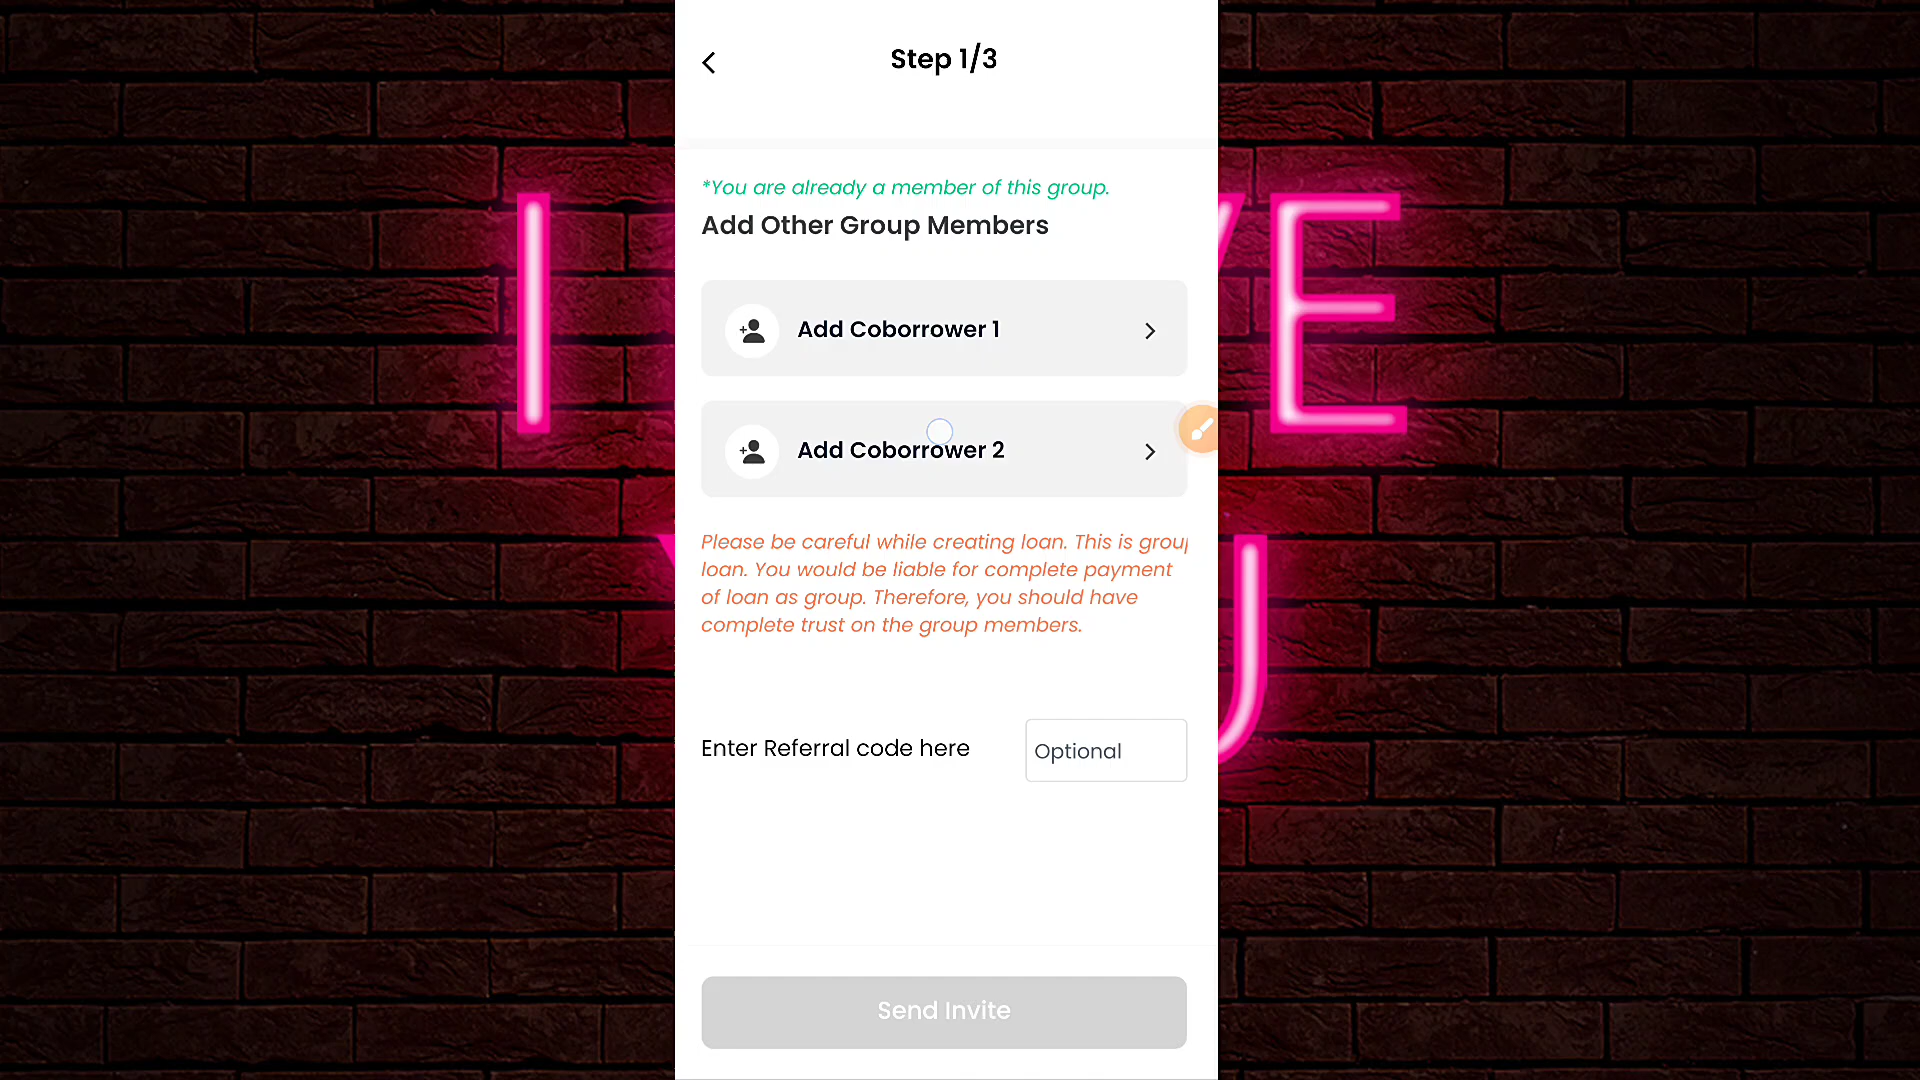 Step 1/3
*You are already a member of this group.
Add Other Group Members
Add Coborrower 1
Add Coborrower 2
Please be careful while creating loan. This is group
loan. You would be liable for complete payment
of loan as group. Therefore, you should have
complete trust on the group members.
Enter Referral code here
Optional
Send Invite
I
E